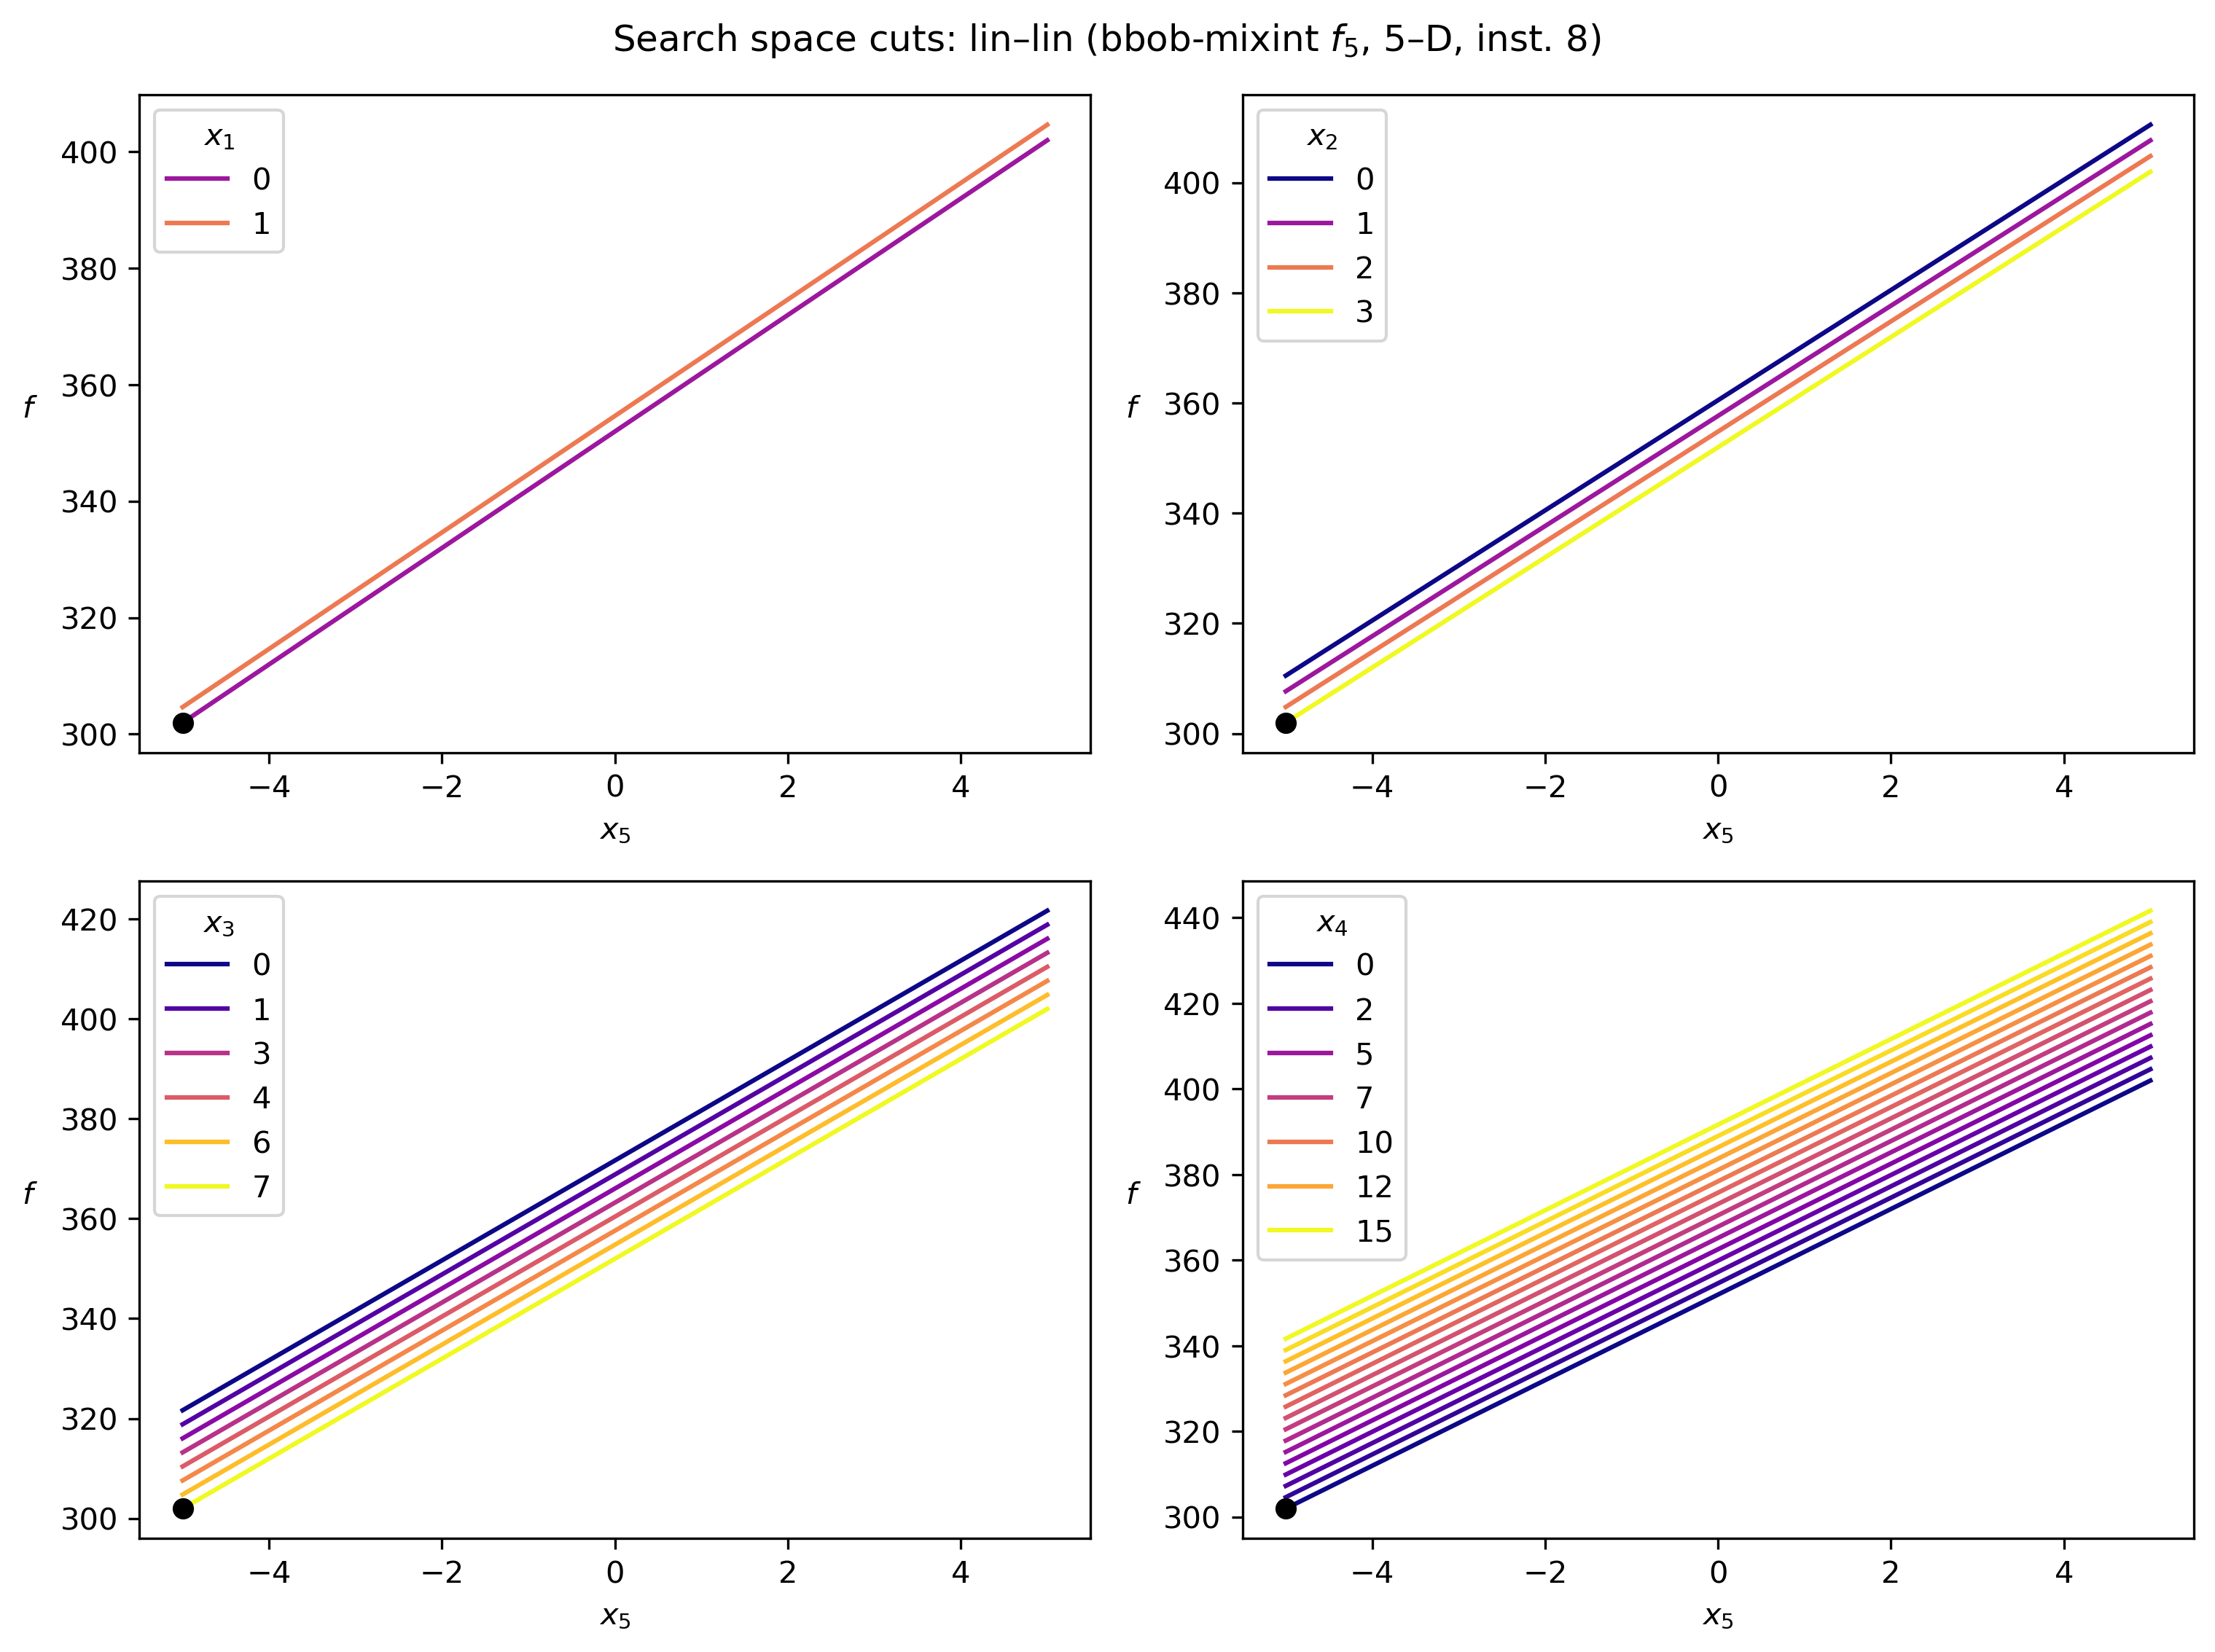 Search space cuts: lin–lin (bbob-mixint f₅, 5–D, inst. 8)
x₁
0
1
400
380
360
340
320
300
f
−4 −2 0 2 4
x₅
x₂
0
1
2
3
400
380
360
340
320
300
f
−4 −2 0 2 4
x₅
x₃
0
1
3
4
6
7
420
400
380
360
340
320
300
f
−4 −2 0 2 4
x₅
x₄
0
2
5
7
10
12
15
440
420
400
380
360
340
320
300
f
−4 −2 0 2 4
x₅